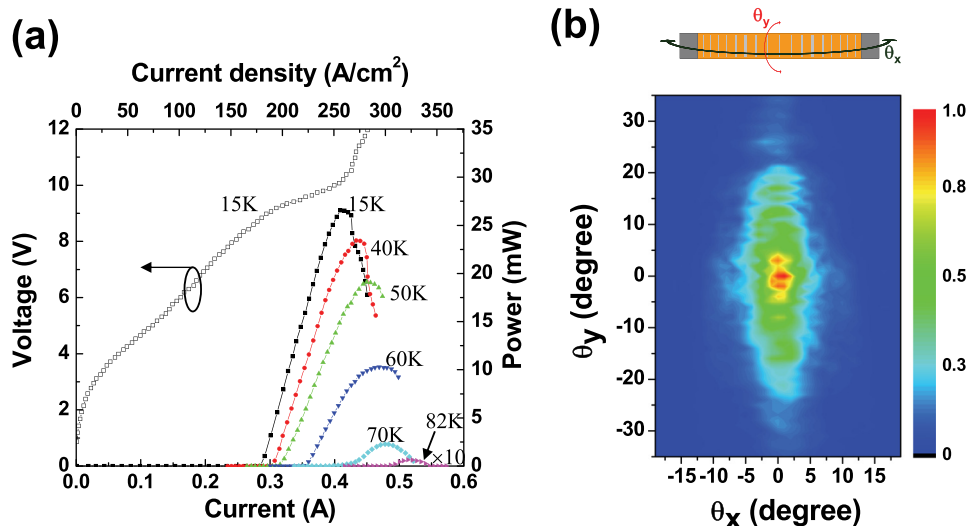 (a)
Current density (A/cm²)
0 50 100 150 200 250 300 350
12 10 8 6 4 2 0
Voltage (V)
35 30 25 20 15 10 5 0
Power (mW)
15K
15K
40K
50K
60K
70K
82K
×10
0.0 0.1 0.2 0.3 0.4 0.5 0.6
Current (A)
(b)
θy
θx
30 20 10 0 -10 -20 -30
θy (degree)
-15 -10 -5 0 5 10 15
θx (degree)
1.0
0.8
0.5
0.3
0